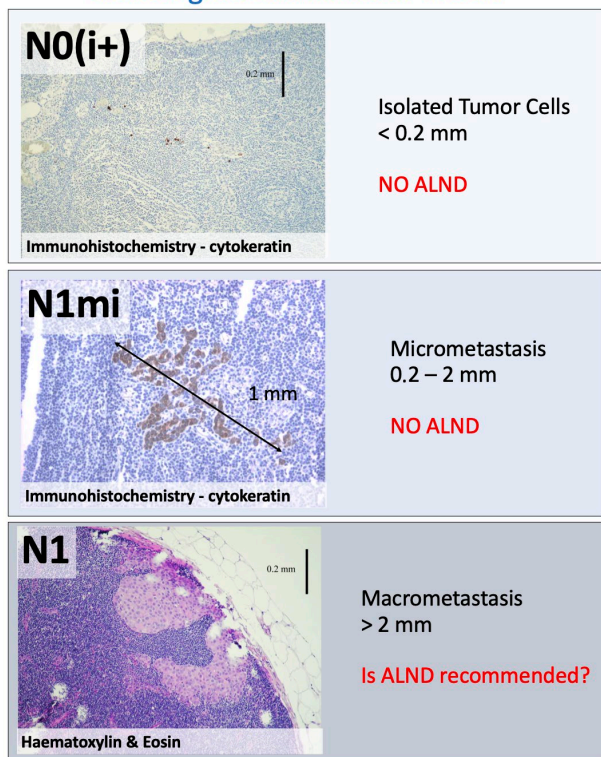 N0(i+)
0.2 mm
Isolated Tumor Cells
< 0.2 mm
NO ALND
Immunohistochemistry - cytokeratin
N1mi
1 mm
Micrometastasis
0.2 – 2 mm
NO ALND
Immunohistochemistry - cytokeratin
N1
0.2 mm
Macrometastasis
> 2 mm
Is ALND recommended?
Haematoxylin & Eosin